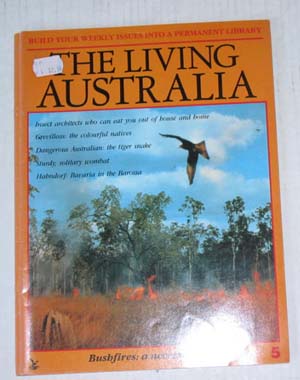 BUILD YOUR WEEKLY ISSUES INTO A PERMANENT LIBRARY
THE LIVING
AUSTRALIA
Insect architects who can eat you out of house and home
Grevilleas: the colourful natives
Dangerous Australian: the tiger snake
Sturdy, solitary wombat
Hahndorf: Bavaria in the Barossa
Bushfires: a
5